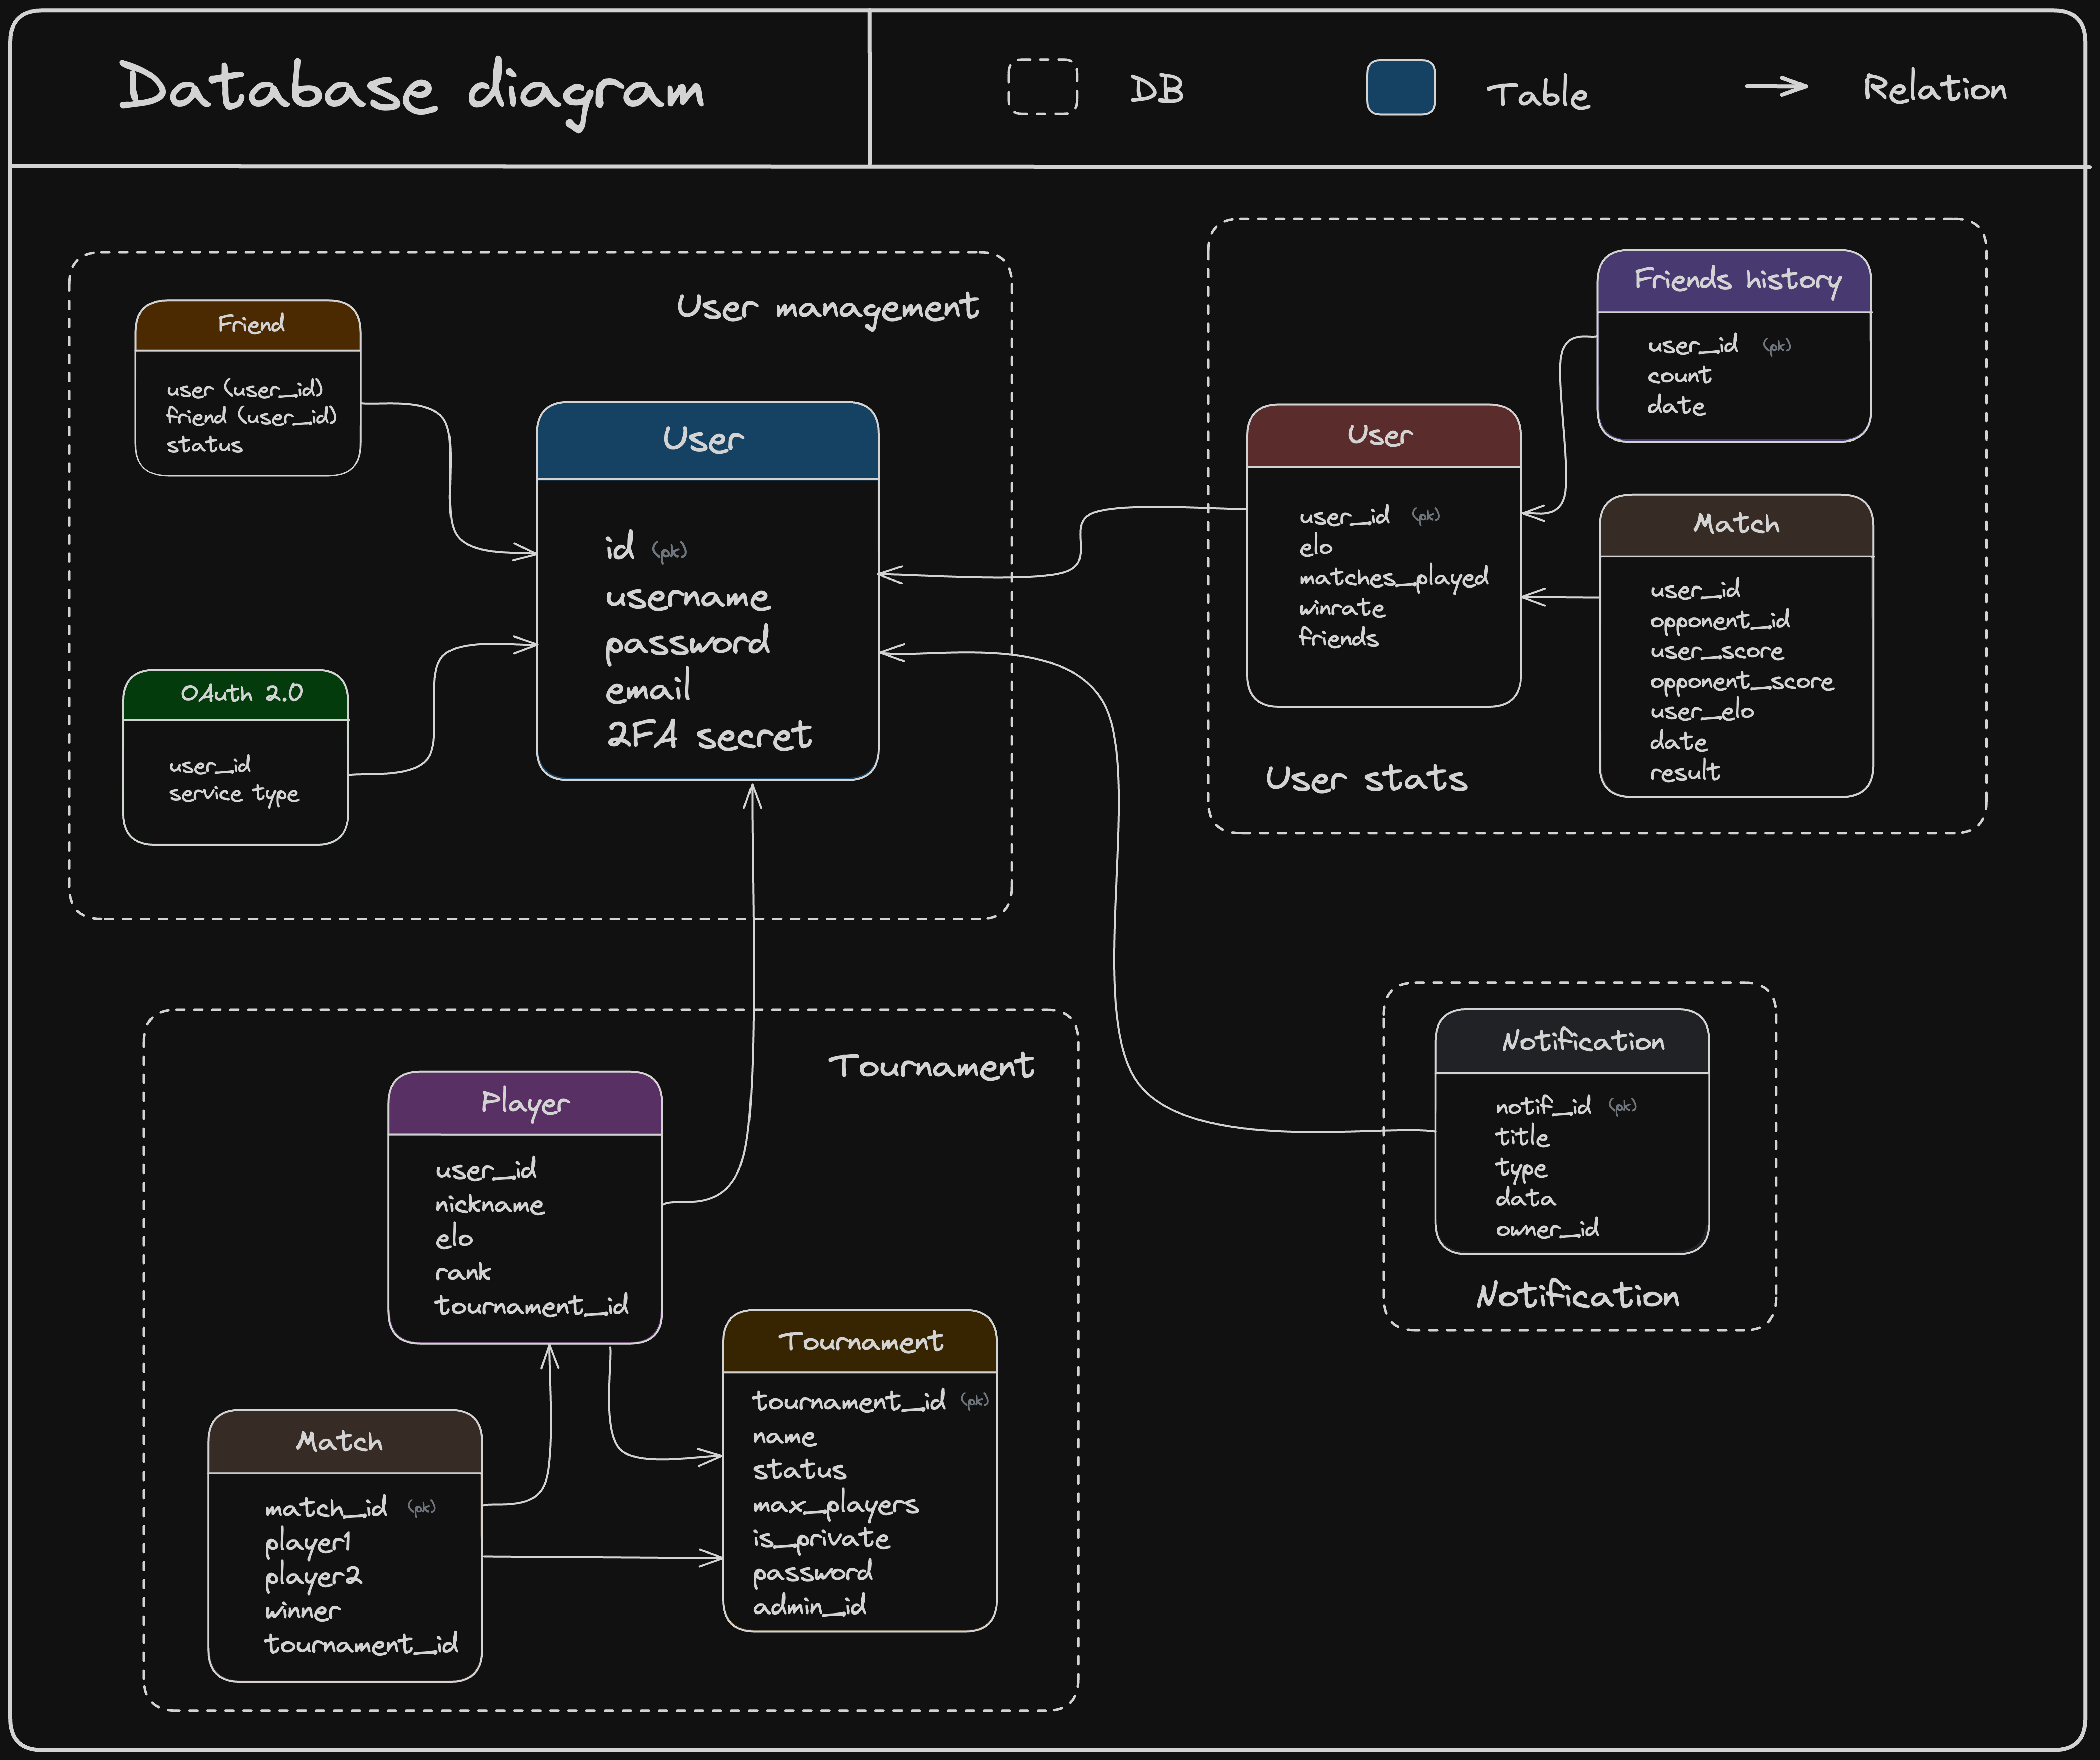 Database diagram
DB
Table
Relation
User management
Friend
user (user_id)
friend (user_id)
status
User
id (pk)
username
password
email
2FA secret
OAuth 2.0
user_id
service type
Friends history
user_id (pk)
count
date
User
user_id (pk)
elo
matches_played
winrate
friends
Match
user_id
opponent_id
user_score
opponent_score
user_elo
date
result
User stats
Tournament
Player
user_id
nickname
elo
rank
tournament_id
Tournament
tournament_id (pk)
name
status
max_players
is_private
password
admin_id
Match
match_id (pk)
player1
player2
winner
tournament_id
Notification
notif_id (pk)
title
type
data
owner_id
Notification